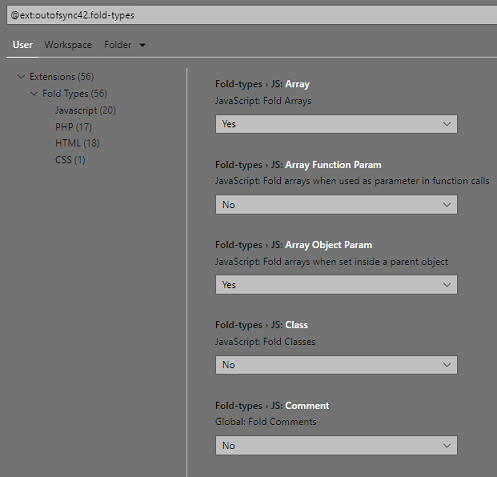 @ext:outofsync42.fold-types
User Workspace Folder
Extensions (56)
Fold Types (56)
Javascript (20)
PHP (17)
HTML (18)
CSS (1)
Fold-types › JS: Array
JavaScript: Fold Arrays
Yes
Fold-types › JS: Array Function Param
JavaScript: Fold arrays when used as parameter in function calls
No
Fold-types › JS: Array Object Param
JavaScript: Fold arrays when set inside a parent object
Yes
Fold-types › JS: Class
JavaScript: Fold Classes
No
Fold-types › JS: Comment
Global: Fold Comments
No